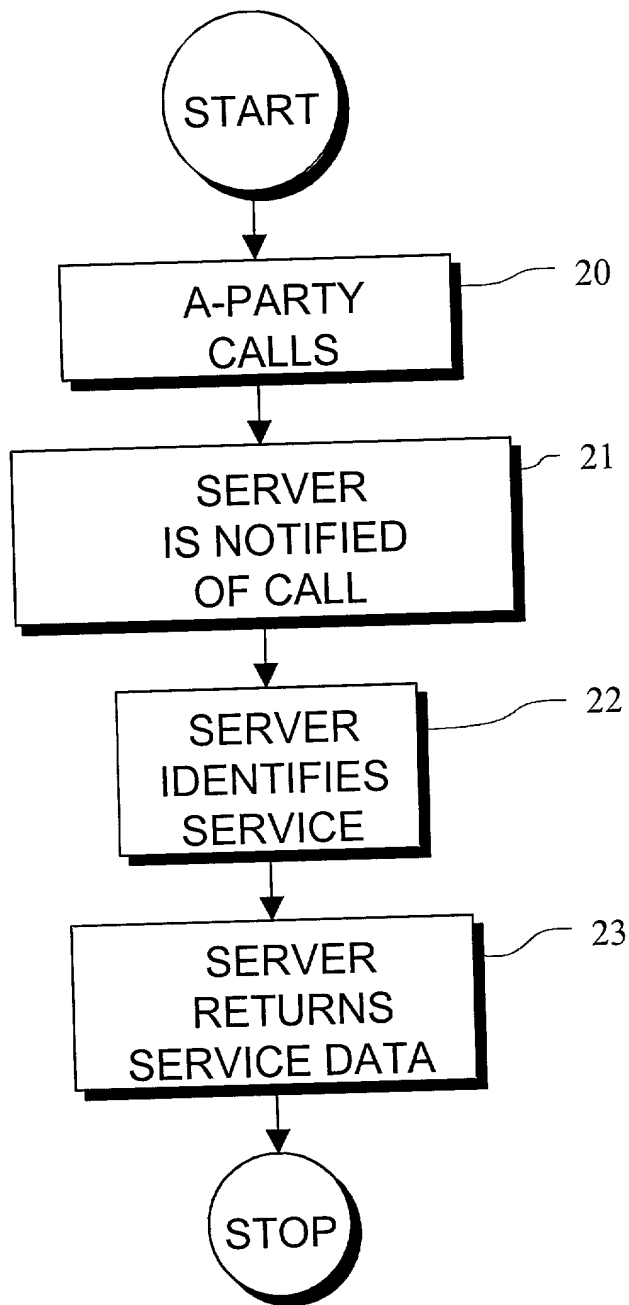 START
A-PARTY
CALLS
20
SERVER
IS NOTIFIED
OF CALL
21
SERVER
IDENTIFIES
SERVICE
22
SERVER
RETURNS
SERVICE DATA
23
STOP